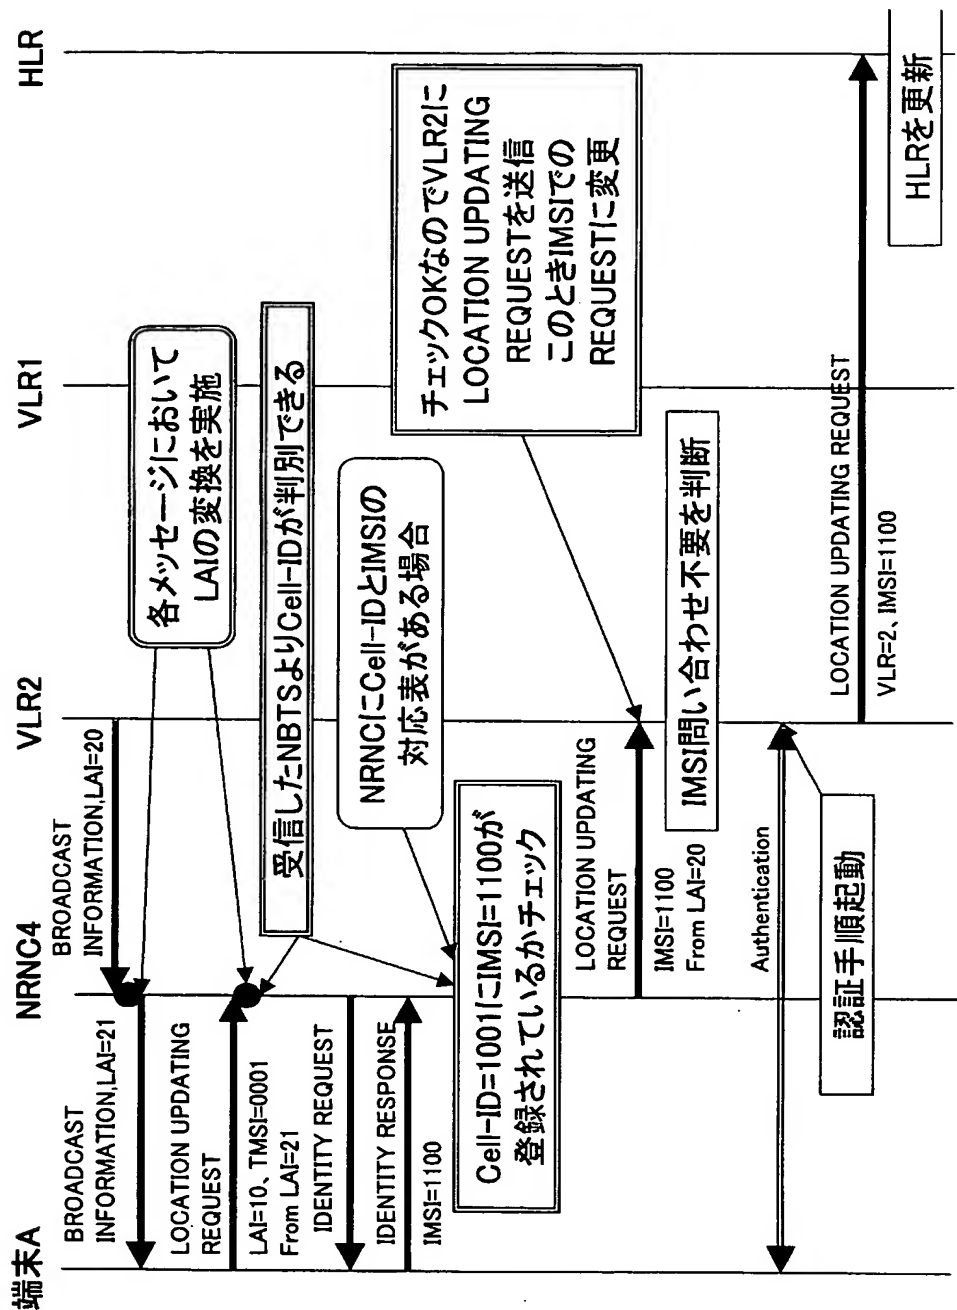 端末A
NRNC4
VLR2
VLR1
HLR
BROADCAST
INFORMATION,LAI=20
BROADCAST
INFORMATION,LAI=21
各メッセージにおいて
LAIの変換を実施
LOCATION UPDATING
REQUEST
LAI=10、TMSI=0001
From LAI=21
受信したNBTSよりCell-IDが判別できる
IDENTITY REQUEST
NRNCにCell-IDとIMSIの
対応表がある場合
IDENTITY RESPONSE
IMSI=1100
Cell-ID=1001にIMSI=1100が
登録されているかチェック
チェックOKなのでVLR2に
LOCATION UPDATING
REQUESTを送信
このときIMSIでの
REQUESTに変更
LOCATION UPDATING
REQUEST
IMSI=1100
From LAI=20
IMSI問い合わせ不要を判断
Authentication
認証手順起動
LOCATION UPDATING REQUEST
VLR=2、IMSI=1100
HLRを更新